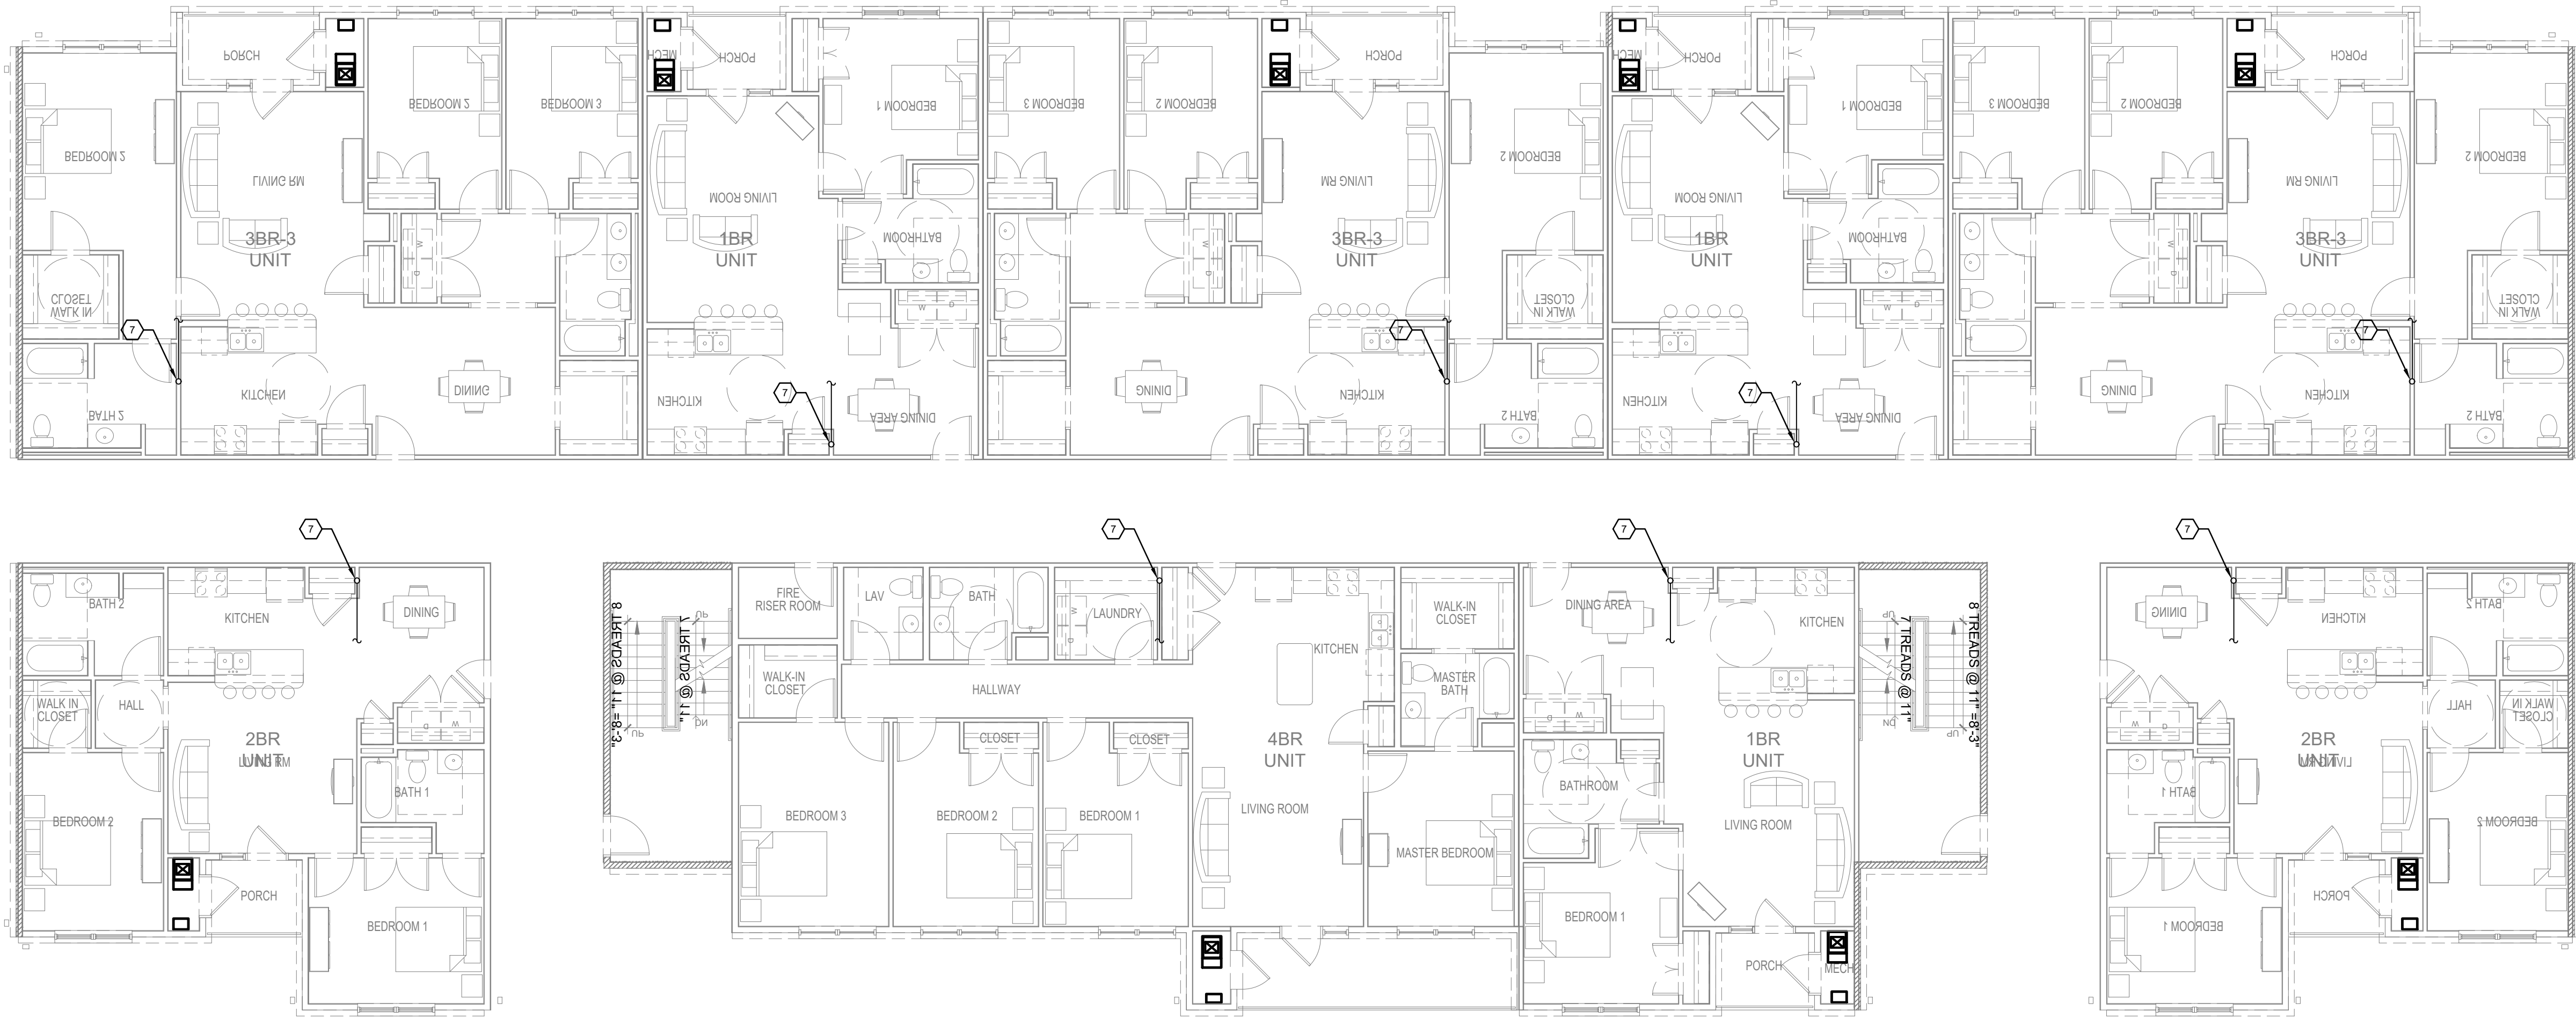 PORCH
BEDROOM 2
BEDROOM 3
MECH
PORCH
BEDROOM 1
BEDROOM 3
BEDROOM 2
PORCH
MECH
PORCH
BEDROOM 1
BEDROOM 3
BEDROOM 2
PORCH
BEDROOM 2
LIVING RM
LIVING ROOM
LIVING RM
BEDROOM 2
LIVING ROOM
LIVING RM
BEDROOM 2
3BR-3
UNIT
W
D
1BR
UNIT
BATHROOM
W
D
3BR-3
UNIT
1BR
UNIT
BATHROOM
W
D
3BR-3
UNIT
WALK IN
CLOSET
W
D
WALK IN
CLOSET
W
D
WALK IN
CLOSET
7
7
7
KITCHEN
DINING
KITCHEN
7
DINING AREA
DINING
KITCHEN
KITCHEN
7
DINING AREA
DINING
KITCHEN
BATH 2
BATH 2
BATH 2
7
7
7
7
BATH 2
KITCHEN
DINING
FIRE
RISER ROOM
LAV
BATH
W
D
LAUNDRY
KITCHEN
WALK-IN
CLOSET
DINING AREA
KITCHEN
DINING
KITCHEN
BATH 2
8 TREADS @ 11" =8'-3"
7 TREADS @ 11"
UP
DN
UP
7 TREADS @ 11"
8 TREADS @ 11" =8'-3"
UP
DN
UP
WALK IN
CLOSET
HALL
D
W
WALK-IN
CLOSET
HALLWAY
MASTER
BATH
D
W
W
D
HALL
WALK IN
CLOSET
2BR
UNIT
LIVING RM
CLOSET
CLOSET
4BR
UNIT
1BR
UNIT
2BR
UNIT
LIVING RM
BATH 1
BATHROOM
BATH 1
BEDROOM 2
BEDROOM 3
BEDROOM 2
BEDROOM 1
LIVING ROOM
LIVING ROOM
BEDROOM 2
MASTER BEDROOM
PORCH
BEDROOM 1
BEDROOM 1
PORCH
MECH
PORCH
BEDROOM 1